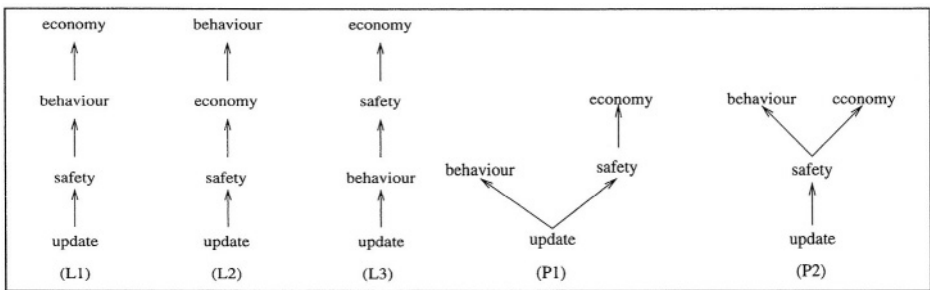 economy behaviour economy
behaviour economy safety economy behaviour cconomy
safety safety behaviour behaviour safety safety
update update update update update
(L1) (L2) (L3) (P1) (P2)